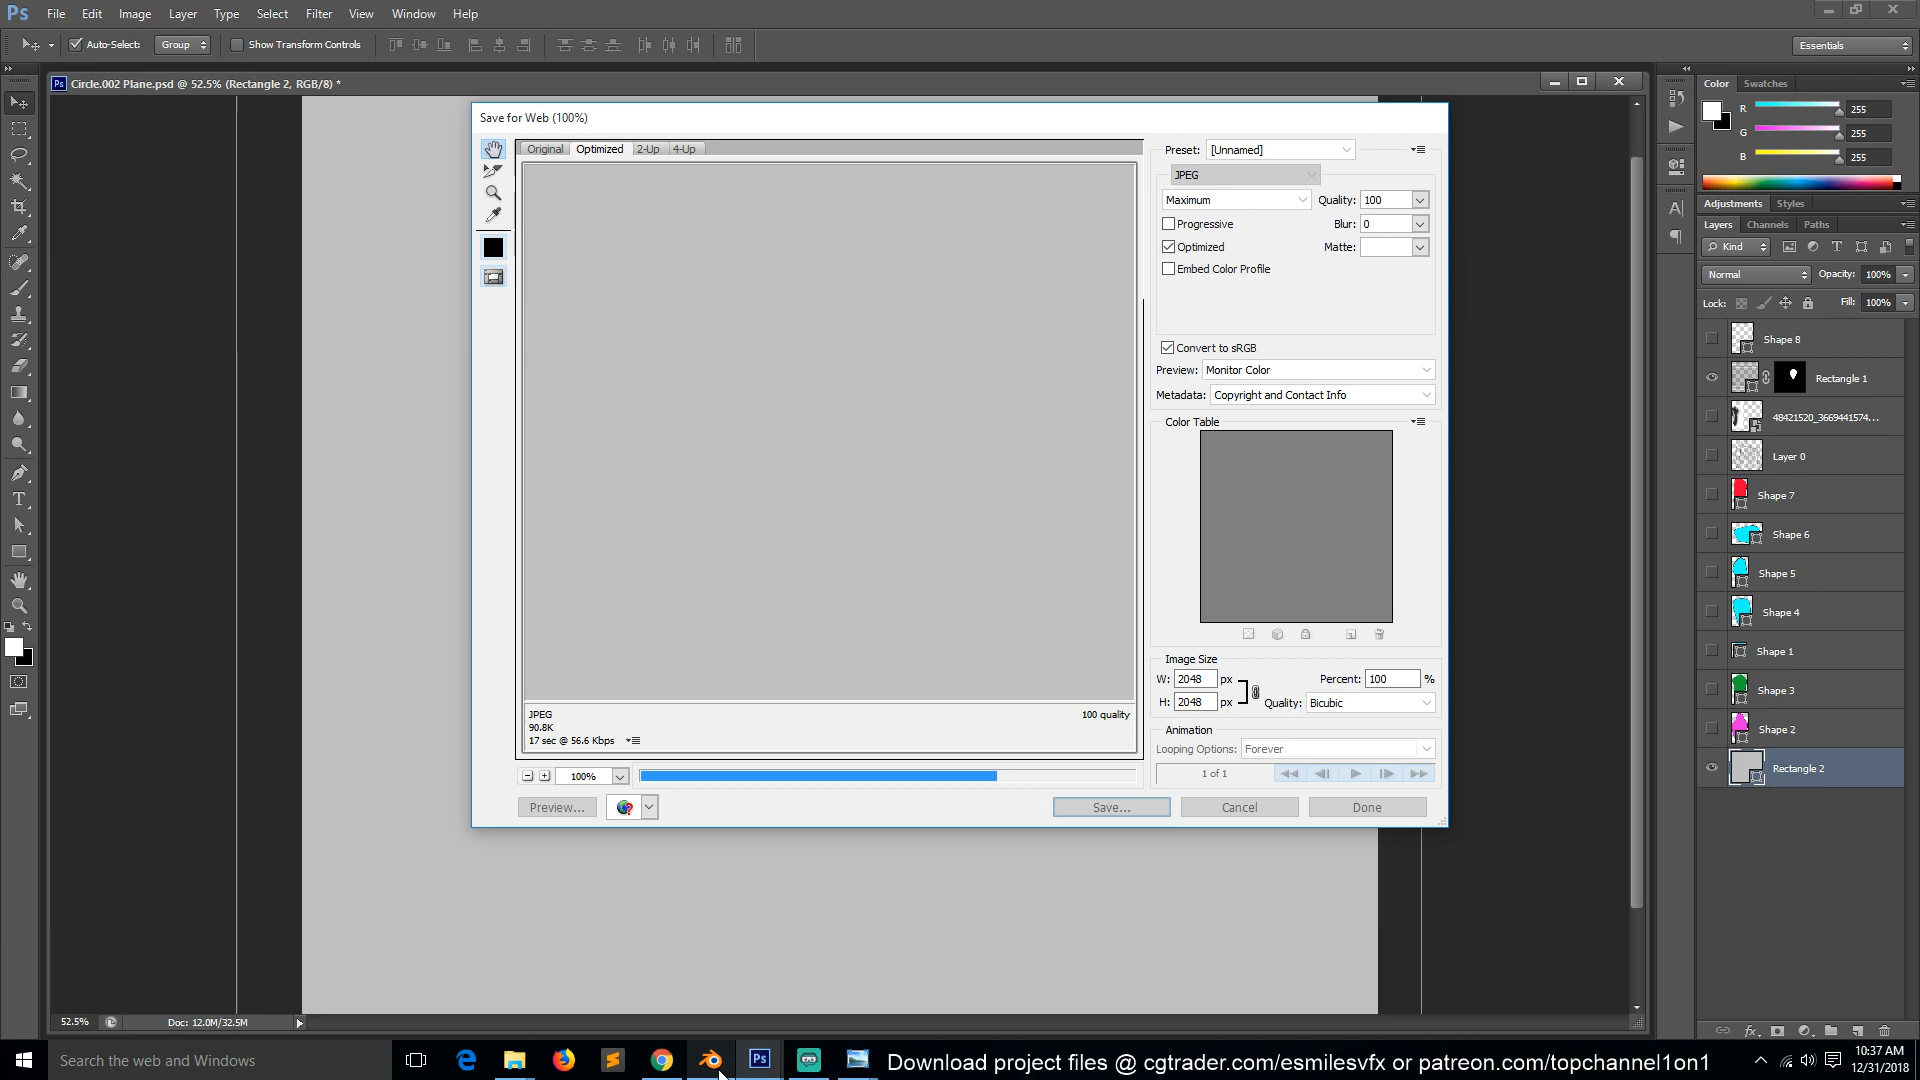 Ps File Edit Image Layer Type Select Filter View Window Help
Auto-Select: Group Show Transform Controls Essentials
Ps Circle.002 Plane.psd @ 52.5% (Rectangle 2, RGB/8) *
Save for Web (100%)
Original Optimized 2-Up 4-Up
Preset: [Unnamed]
JPEG
Maximum Quality: 100
Progressive Blur: 0
Optimized Matte:
Embed Color Profile
Convert to sRGB
Preview: Monitor Color
Metadata: Copyright and Contact Info
Color Table
Image Size
W: 2048 px Percent: 100 %
H: 2048 px Quality: Bicubic
Animation
Looping Options: Forever
1 of 1
JPEG 100 quality
90.8K
17 sec @ 56.6 Kbps
100%
Preview... Save... Cancel Done
Color Swatches
R 255
G 255
B 255
Adjustments Styles
Layers Channels Paths
Kind
Normal Opacity: 100%
Lock: Fill: 100%
Shape 8
Rectangle 1
48421520_3669441574...
Layer 0
Shape 7
Shape 6
Shape 5
Shape 4
Shape 1
Shape 3
Shape 2
Rectangle 2
52.5% Doc: 12.0M/32.5M
Search the web and Windows
Ps
Download project files @ cgtrader.com/esmilesvfx or patreon.com/topchannel1on1
10:37 AM
12/31/2018